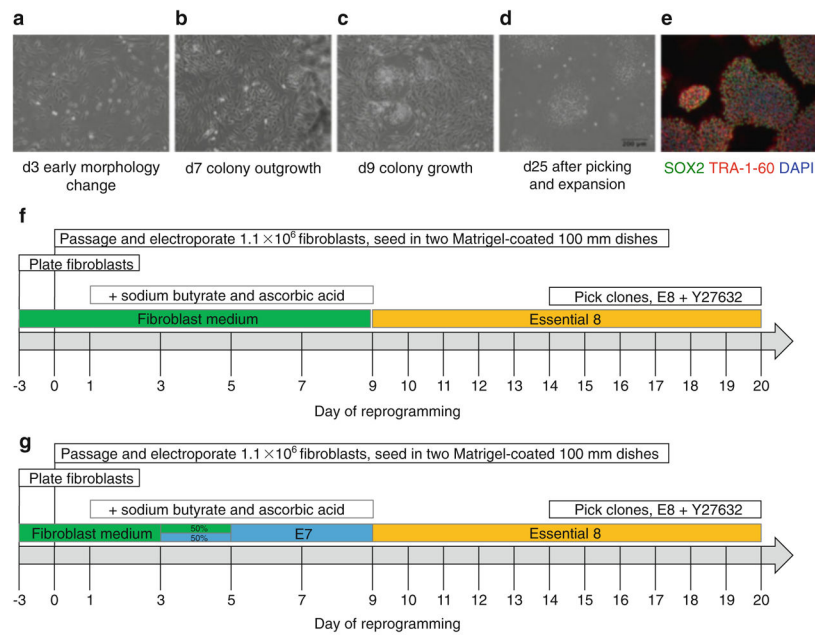 a
b
c
d
e
200 μm
d3 early morphology
change
d7 colony outgrowth
d9 colony growth
d25 after picking
and expansion
SOX2 TRA-1-60 DAPI
f
Passage and electroporate 1.1 ×10⁶ fibroblasts, seed in two Matrigel-coated 100 mm dishes
Plate fibroblasts
+ sodium butyrate and ascorbic acid
Pick clones, E8 + Y27632
Fibroblast medium
Essential 8
-3 0 1 3 5 7 9 10 11 12 13 14 15 16 17 18 19 20
Day of reprogramming
g
Passage and electroporate 1.1 ×10⁶ fibroblasts, seed in two Matrigel-coated 100 mm dishes
Plate fibroblasts
+ sodium butyrate and ascorbic acid
Pick clones, E8 + Y27632
Fibroblast medium
50%
50%
E7
Essential 8
-3 0 1 3 5 7 9 10 11 12 13 14 15 16 17 18 19 20
Day of reprogramming